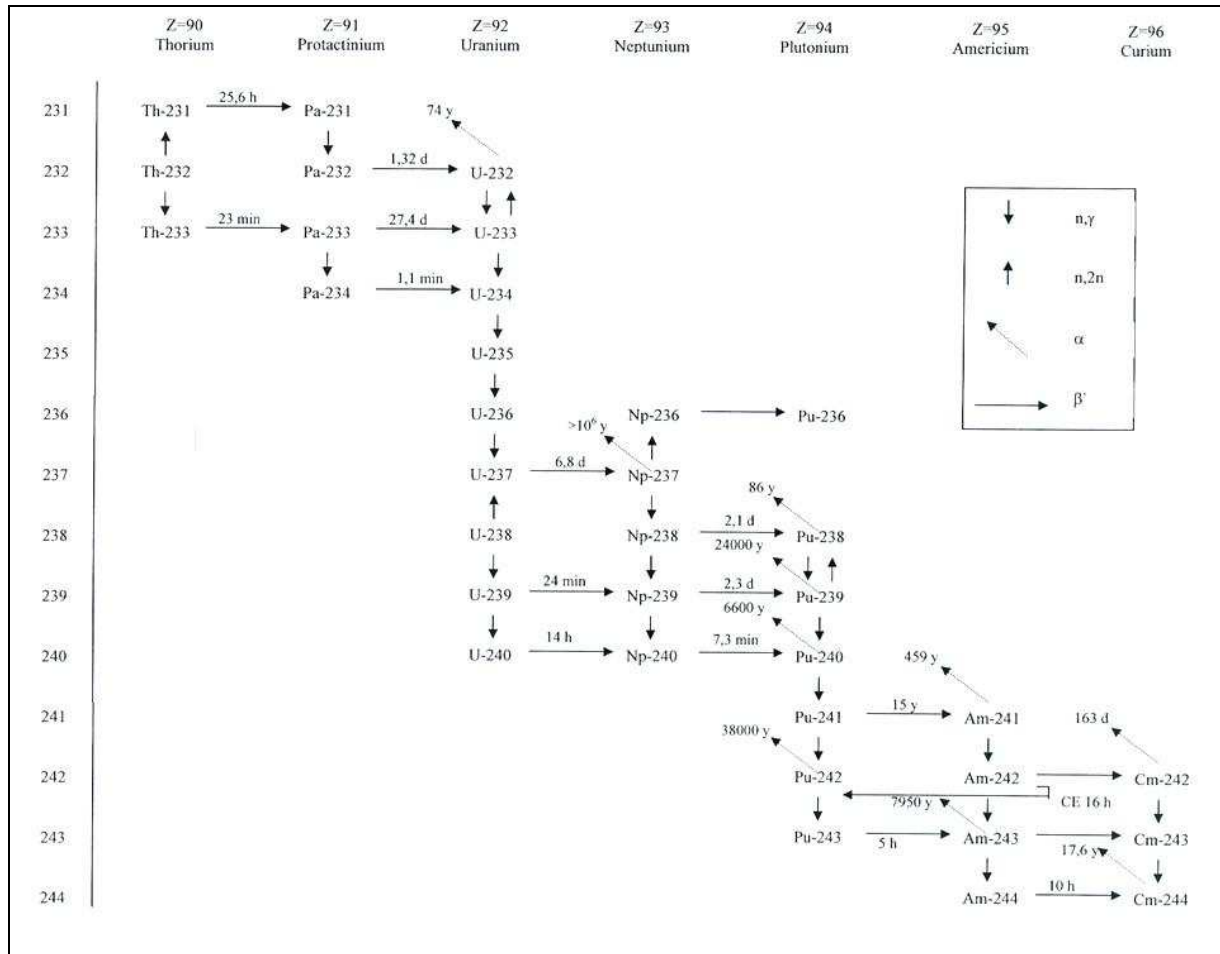 Z=90 Z=91 Z=92 Z=93 Z=94 Z=95 Z=96
Thorium Protactinium Uranium Neptunium Plutonium Americium Curium
231 Th-231 25,6 h Pa-231 74 y
232 Th-232 Pa-232 1,32 d U-232
233 Th-233 23 min Pa-233 27,4 d U-233
234 Pa-234 1,1 min U-234
235 U-235
236 U-236 Np-236 Pu-236
>10⁶ y
237 U-237 6,8 d Np-237
86 y
238 U-238 Np-238 2,1 d Pu-238
24000 y
239 U-239 24 min Np-239 2,3 d Pu-239
6600 y
240 U-240 14 h Np-240 7,3 min Pu-240
459 y
241 Pu-241 15 y Am-241 163 d
38000 y
242 Pu-242 Am-242 Cm-242
7950 y CE 16 h
243 Pu-243 5 h Am-243 Cm-243
17,6 y
244 Am-244 10 h Cm-244
n,γ
n,2n
α
β⁻